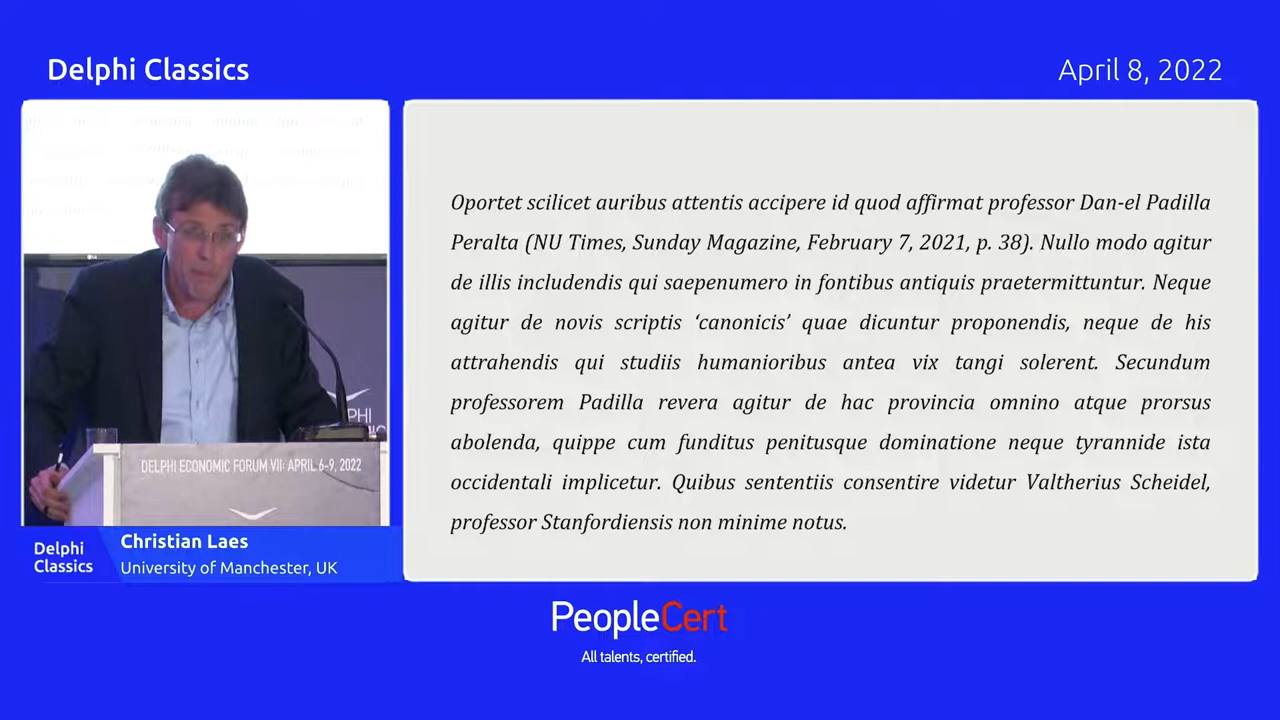 Delphi Classics
April 8, 2022
Oportet scilicet auribus attentis accipere id quod affirmat professor Dan-el Padilla
Peralta (NU Times, Sunday Magazine, February 7, 2021, p. 38). Nullo modo agitur
de illis includendis qui saepenumero in fontibus antiquis praetermittuntur. Neque
agitur de novis scriptis ‘canonicis’ quae dicuntur proponendis, neque de his
attrahendis qui studiis humanioribus antea vix tangi solerent. Secundum
professorem Padilla revera agitur de hac provincia omnino atque prorsus
abolenda, quippe cum funditus penitusque dominatione neque tyrannide ista
occidentali implicetur. Quibus sententiis consentire videtur Valtherius Scheidel,
professor Stanfordiensis non minime notus.
DELPHI ECONOMIC FORUM VII: APRIL 6-9, 2022
Delphi
Classics
Christian Laes
University of Manchester, UK
PeopleCert
All talents, certified.